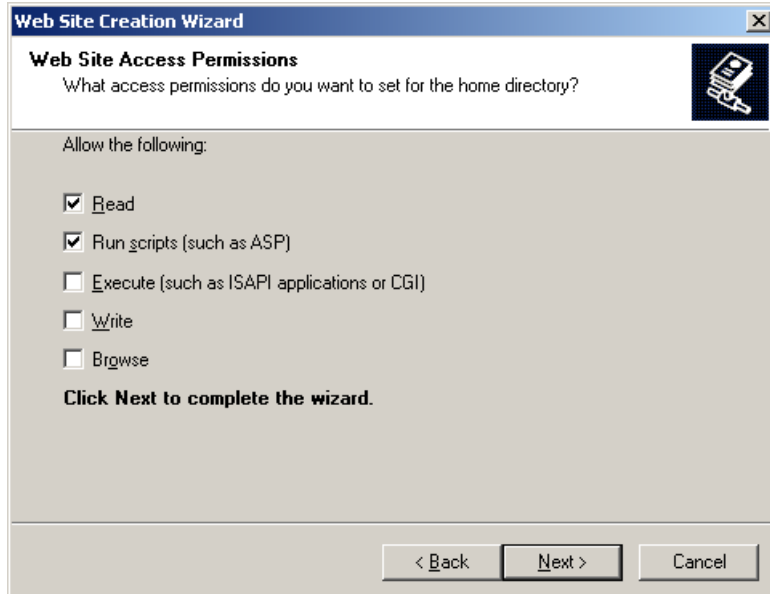 Web Site Creation Wizard
Web Site Access Permissions
What access permissions do you want to set for the home directory?
Allow the following:
Read
Run scripts (such as ASP)
Execute (such as ISAPI applications or CGI)
Write
Browse
Click Next to complete the wizard.
< Back Next > Cancel